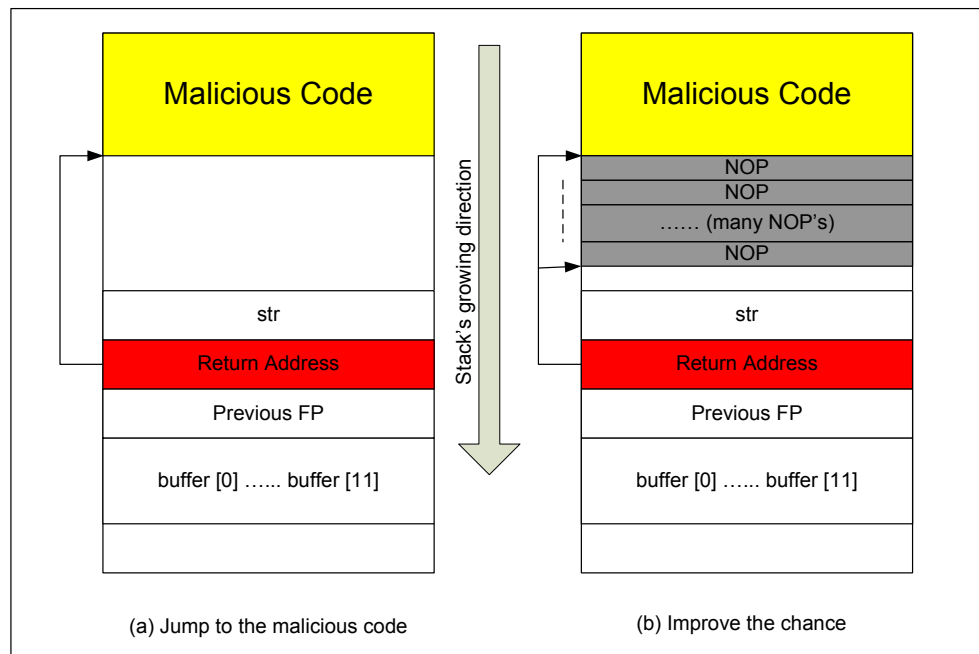 Malicious Code
str
Return Address
Previous FP
buffer [0] …... buffer [11]
(a) Jump to the malicious code
Stack's growing direction
Malicious Code
NOP
NOP
…... (many NOP's)
NOP
str
Return Address
Previous FP
buffer [0] …... buffer [11]
(b) Improve the chance